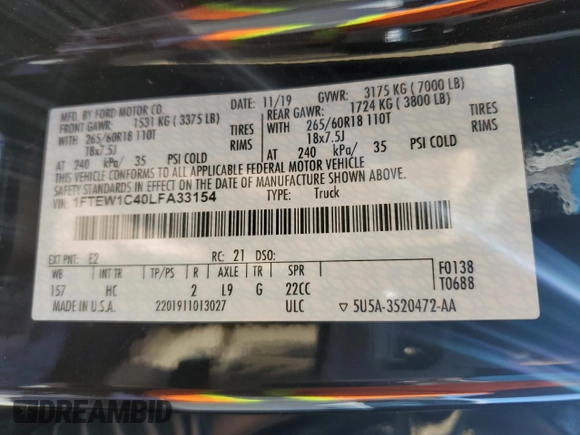 MFD. BY FORD MOTOR CO.
DATE: 11/19 GVWR: 3175 KG (7000 LB)
FRONT GAWR: 1531 KG (3375 LB)
REAR GAWR: 1724 KG (3800 LB)
WITH 265/60R18 110T TIRES
265/60R18 110T TIRES
18x7.5J RIMS
WITH 18x7.5J RIMS
AT 240 kPa/ 35 PSI COLD
AT 240 kPa/ 35 PSI COLD
THIS VEHICLE CONFORMS TO ALL APPLICABLE FEDERAL MOTOR VEHICLE
SAFETY STANDARDS IN EFFECT ON THE DATE OF MANUFACTURE SHOWN ABOVE.
VIN: 1FTEW1C40LFA33154
TYPE: Truck
EXT PNT: E2 RC: 21 DSO:
WB INT TR TP/PS R AXLE TR SPR
157 HC 2 L9 G 22CC
F0138
T0688
MADE IN U.S.A. 2201911013027 ULC ▽ 5U5A-3520472-AA
DREAMBID